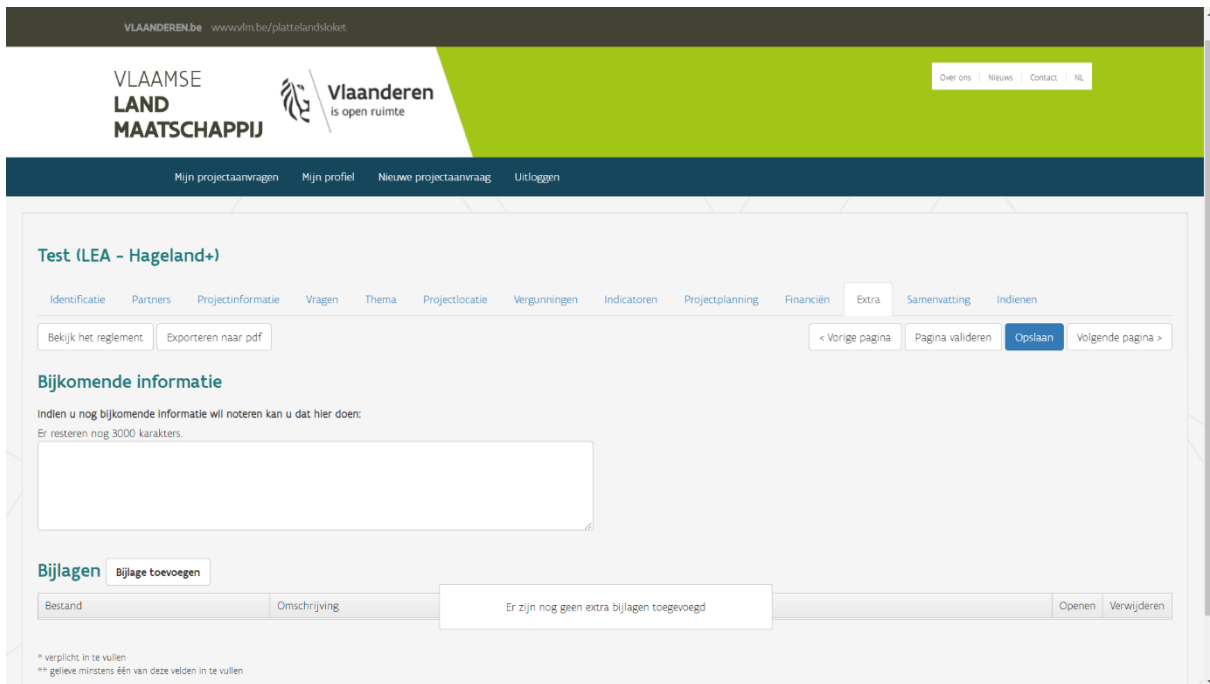 VLAANDEREN.be www.vlm.be/plattelandsloket
VLAAMSE
LAND
MAATSCHAPPIJ
Vlaanderen
is open ruimte
Over ons Nieuws Contact NL
Mijn projectaanvragen Mijn profiel Nieuwe projectaanvraag Uitloggen
Test (LEA - Hageland+)
Identificatie Partners Projectinformatie Vragen Thema Projectlocatie Vergunningen Indicatoren Projectplanning Financiën Extra Samenvatting Indienen
Bekijk het reglement Exporteren naar pdf < Vorige pagina Pagina valideren Opslaan Volgende pagina >
Bijkomende informatie
Indien u nog bijkomende informatie wil noteren kan u dat hier doen:
Er resteren nog 3000 karakters.
Bijlagen Bijlage toevoegen
Bestand Omschrijving Er zijn nog geen extra bijlagen toegevoegd Openen Verwijderen
* verplicht in te vullen
** gelieve minstens één van deze velden in te vullen